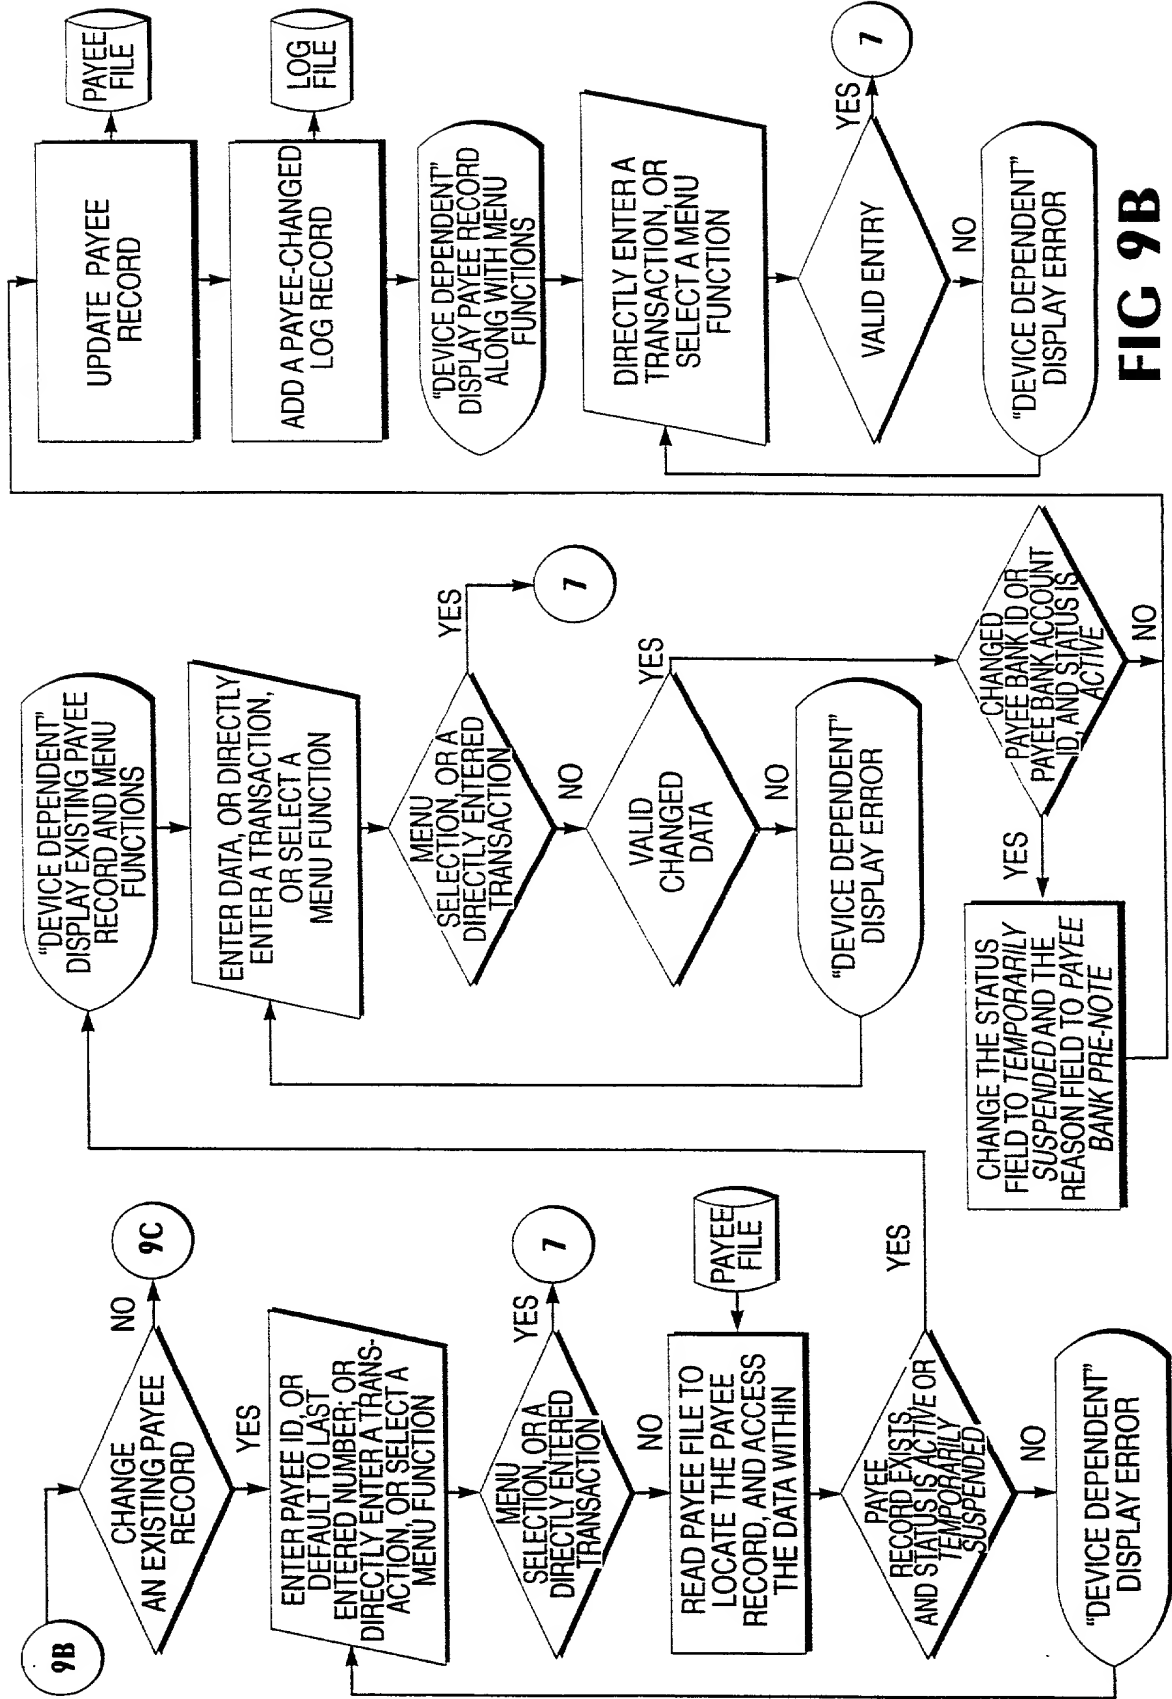 9B
CHANGE
AN EXISTING PAYEE
RECORD
NO
9C
YES
ENTER PAYEE ID, OR
DEFAULT TO LAST
ENTERED NUMBER; OR
DIRECTLY ENTER A TRANS-
ACTION, OR SELECT A
MENU FUNCTION
MENU
SELECTION, OR A
DIRECTLY ENTERED
TRANSACTION
YES
7
NO
READ PAYEE FILE TO
LOCATE THE PAYEE
RECORD, AND ACCESS
THE DATA WITHIN
PAYEE
FILE
PAYEE
RECORD EXISTS,
AND STATUS IS ACTIVE OR
TEMPORARILY
SUSPENDED
YES
NO
"DEVICE DEPENDENT"
DISPLAY ERROR
"DEVICE DEPENDENT"
DISPLAY EXISTING PAYEE
RECORD AND MENU
FUNCTIONS
ENTER DATA, OR DIRECTLY
ENTER A TRANSACTION,
OR SELECT A
MENU FUNCTION
MENU
SELECTION, OR A
DIRECTLY ENTERED
TRANSACTION
YES
7
NO
VALID
CHANGED
DATA
YES
NO
"DEVICE DEPENDENT"
DISPLAY ERROR
CHANGED
PAYEE BANK ID OR
PAYEE BANK ACCOUNT
ID, AND STATUS IS
ACTIVE
YES
NO
CHANGE THE STATUS
FIELD TO TEMPORARILY
SUSPENDED AND THE
REASON FIELD TO PAYEE
BANK PRE-NOTE
UPDATE PAYEE
RECORD
PAYEE
FILE
ADD A PAYEE-CHANGED
LOG RECORD
LOG
FILE
"DEVICE DEPENDENT"
DISPLAY PAYEE RECORD
ALONG WITH MENU
FUNCTIONS
DIRECTLY ENTER A
TRANSACTION, OR
SELECT A MENU
FUNCTION
VALID ENTRY
YES
7
NO
"DEVICE DEPENDENT"
DISPLAY ERROR
FIG 9B